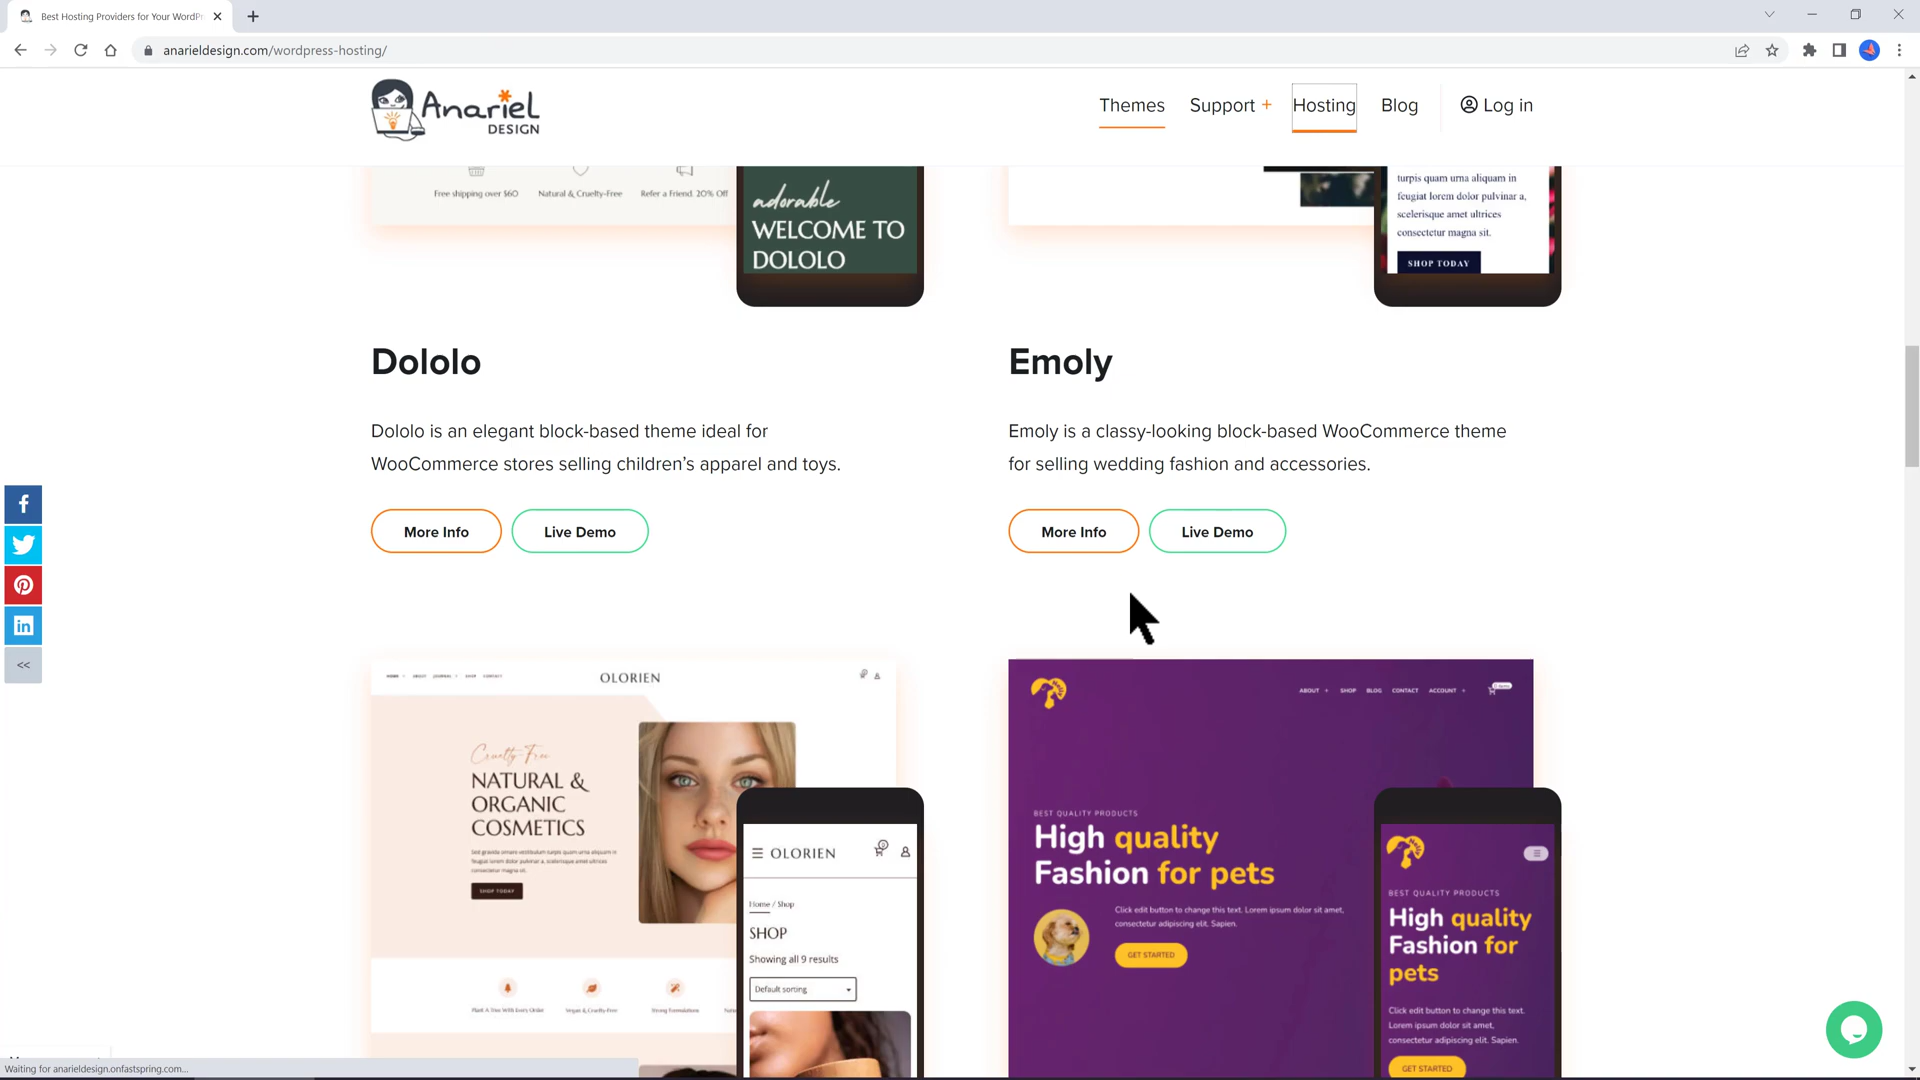 Best Hosting Providers for Your WordPr
anarieldesign.com/wordpress-hosting/
Anariel
DESIGN
Themes Support + Hosting Blog Log in
Free shipping over $60 Natural & Cruelty-Free Refer a Friend. 20% Off
adorable
WELCOME TO
DOLOLO
turpis quam urna aliquam in
feugiat lorem dolor pulvinar a,
scelerisque amet ultrices
consectetur magna sit.
SHOP TODAY
Dololo
Dololo is an elegant block-based theme ideal for
WooCommerce stores selling children’s apparel and toys.
More Info Live Demo
Emoly
Emoly is a classy-looking block-based WooCommerce theme
for selling wedding fashion and accessories.
More Info Live Demo
<<
HOME ABOUT JOURNAL SHOP CONTACT
OLORIEN
Cruelty-Free
NATURAL &
ORGANIC
COSMETICS
Sed gravida ornare vestibulum turpis quam urna aliquam in
feugiat lorem dolor pulvinar a, scelerisque amet ultrices
consectetur magna sit.
SHOP TODAY
Plant A Tree With Every Order Vegan & Cruelty-Free Strong Formulations
OLORIEN 0
Home / Shop
SHOP
Showing all 9 results
Default sorting
ABOUT + SHOP BLOG CONTACT ACCOUNT +
BEST QUALITY PRODUCTS
High quality
Fashion for pets
Click edit button to change this text. Lorem ipsum dolor sit amet,
consectetur adipiscing elit. Sapien.
GET STARTED
BEST QUALITY PRODUCTS
High quality
Fashion for
pets
Click edit button to change this text.
Lorem ipsum dolor sit amet,
consectetur adipiscing elit. Sapien.
GET STARTED
Waiting for anarieldesign.onfastspring.com...